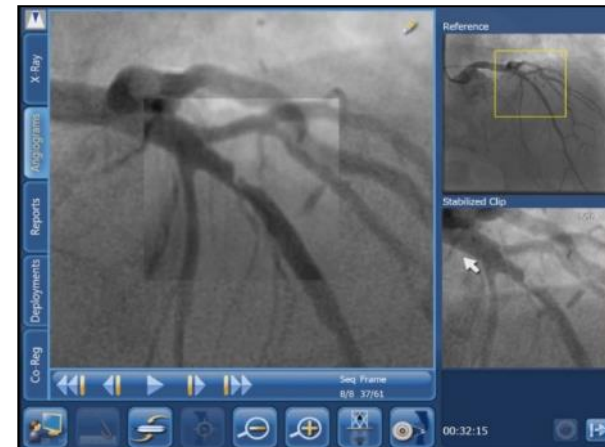 Reference
X-Ray
Angiograms
Reports
Deployments
Co-Reg
Stabilized Clip
Seq Frame
8/8 37/61
00:32:15